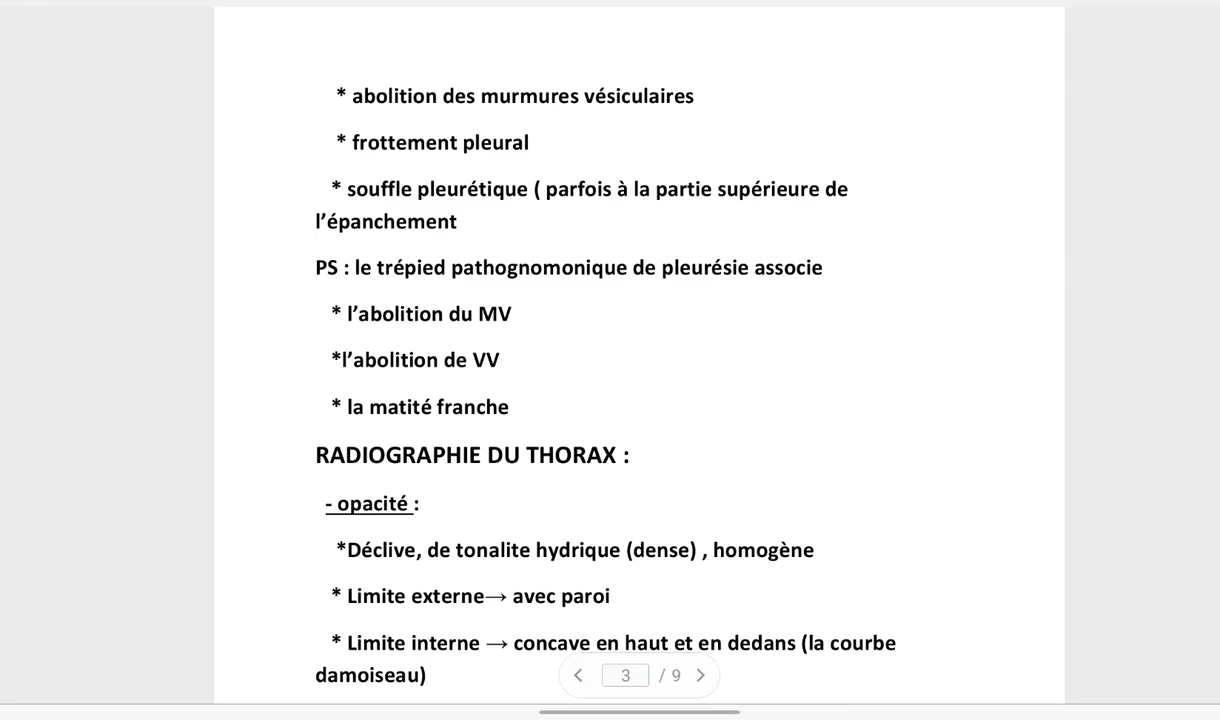 * abolition des murmures vésiculaires
* frottement pleural
* souffle pleurétique ( parfois à la partie supérieure de
l’épanchement
PS : le trépied pathognomonique de pleurésie associe
* l’abolition du MV
*l’abolition de VV
* la matité franche
RADIOGRAPHIE DU THORAX :
- opacité :
*Déclive, de tonalite hydrique (dense) , homogène
* Limite externe→ avec paroi
* Limite interne → concave en haut et en dedans (la courbe
damoiseau)
< 3 / 9 >